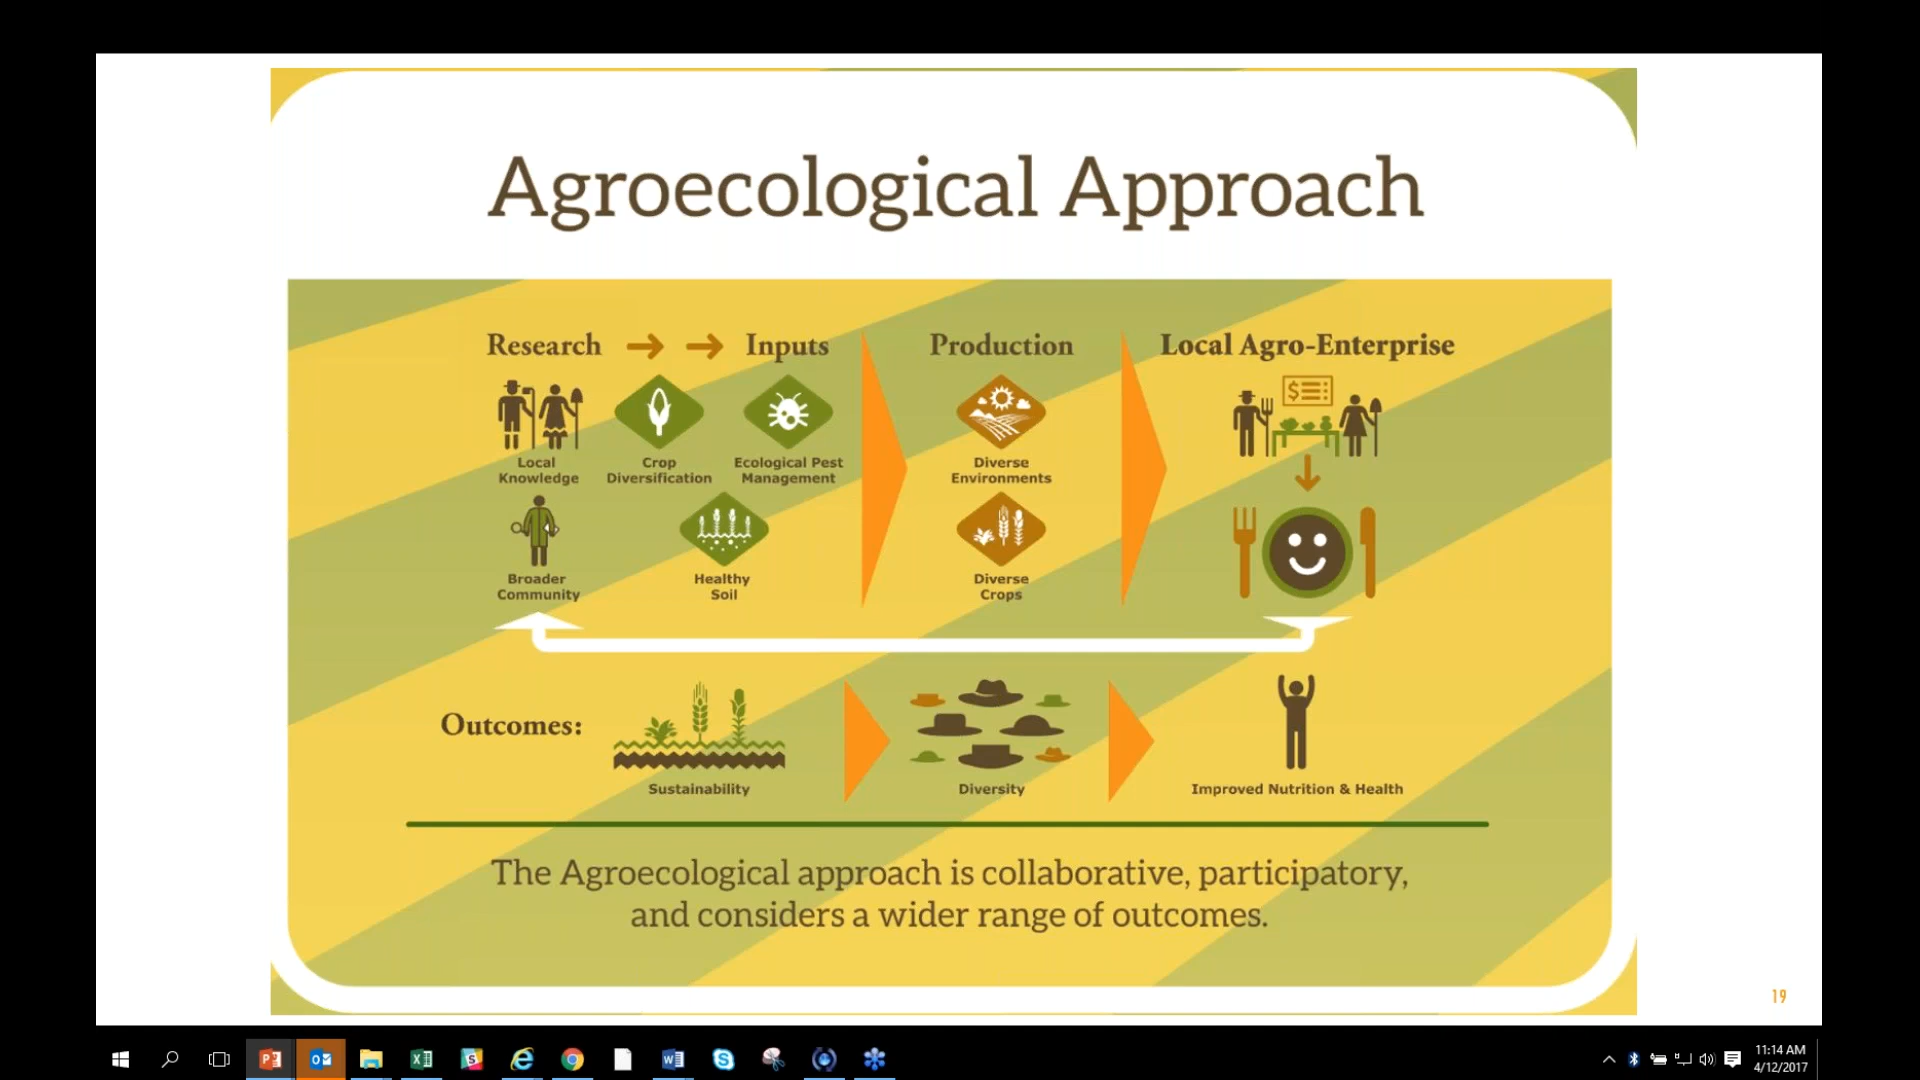 Agroecological Approach
Research
Inputs
Production
Local Agro-Enterprise
$
Local
Knowledge
Crop
Diversification
Ecological Pest
Management
Diverse
Environments
Broader
Community
Healthy
Soil
Diverse
Crops
Outcomes:
Sustainability
Diversity
Improved Nutrition & Health
The Agroecological approach is collaborative, participatory,
and considers a wider range of outcomes.
19
11:14 AM
4/12/2017